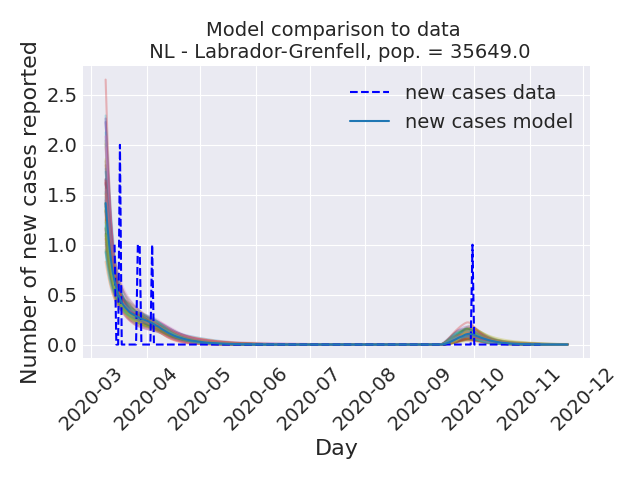 Model comparison to data
NL - Labrador-Grenfell, pop. = 35649.0
Number of new cases reported
2.5
2.0
1.5
1.0
0.5
0.0
new cases data
new cases model
2020-03
2020-04
2020-05
2020-06
2020-07
2020-08
2020-09
2020-10
2020-11
2020-12
Day